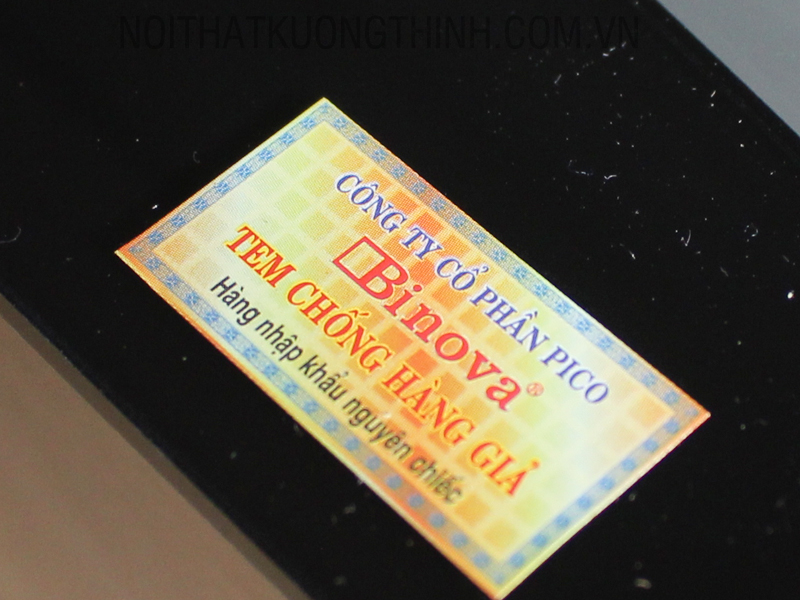 NOITHATKUONGTHINH.COM.VN
CÔNG TY CỔ PHẦN PICO
Binova®
TEM CHỐNG HÀNG GIẢ
Hàng nhập khẩu nguyên chiếc